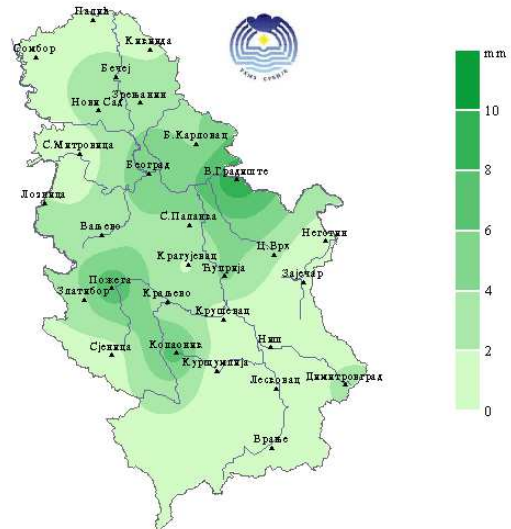 Палић
Кикинда
Сомбор
Бечеј
Зрењанин
Нови Сад
Б.Карловац
С.Митровица
Београд
В.Градиште
Лозница
С.Паланка
Ваљево
Неготин
Ц.Врх
Крагујевац
Ћуприја
Зајечар
Пожега
Златибор
Краљево
Крушевац
Ниш
Сјеница
Копаоник
Куршумлија
Димитровград
Лесковац
Врање
mm
10
8
6
4
2
0